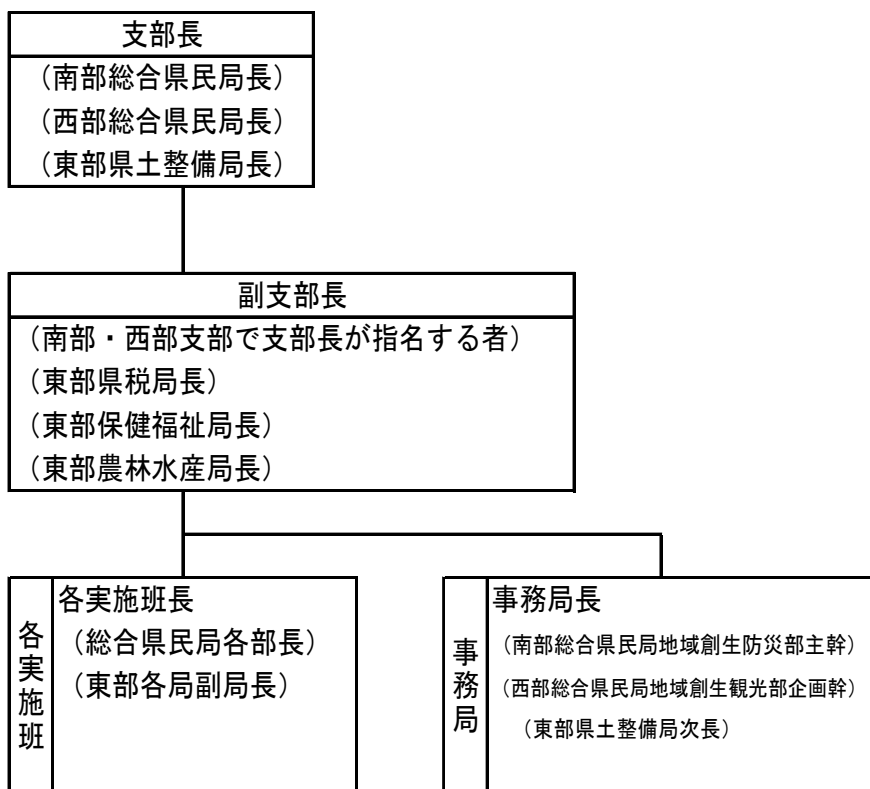 支部長
（南部総合県民局長）
（西部総合県民局長）
（東部県土整備局長）
副支部長
（南部・西部支部で支部長が指名する者）
（東部県税局長）
（東部保健福祉局長）
（東部農林水産局長）
各実施班
各実施班長
（総合県民局各部長）
（東部各局副局長）
事務局
事務局長
（南部総合県民局地域創生防災部主幹）
（西部総合県民局地域創生観光部企画幹）
（東部県土整備局次長）